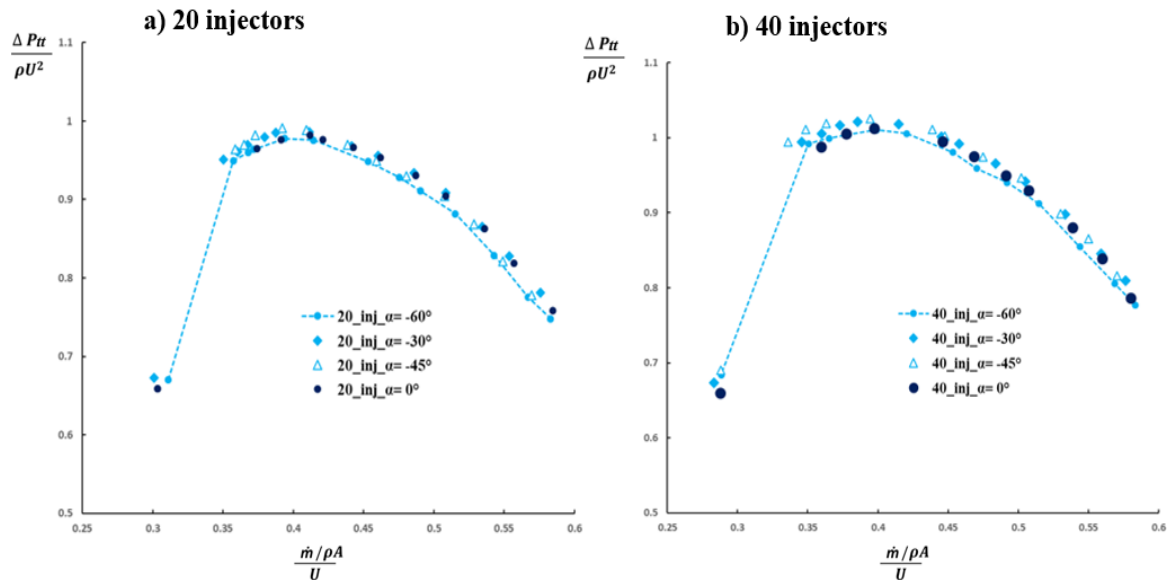 a) 20 injectors
Δ Ptt
ρU²
1.1
1
0.9
0.8
0.7
0.6
0.5
0.25
0.3
0.35
0.4
0.45
0.5
0.55
0.6
20_inj_α= -60°
20_inj_α= -30°
20_inj_α= -45°
20_inj_α= 0°
ṁ/ρA
U
b) 40 injectors
Δ Ptt
ρU²
1.1
1
0.9
0.8
0.7
0.6
0.5
0.25
0.3
0.35
0.4
0.45
0.5
0.55
0.6
40_inj_α= -60°
40_inj_α= -30°
40_inj_α= -45°
40_inj_α= 0°
ṁ/ρA
U